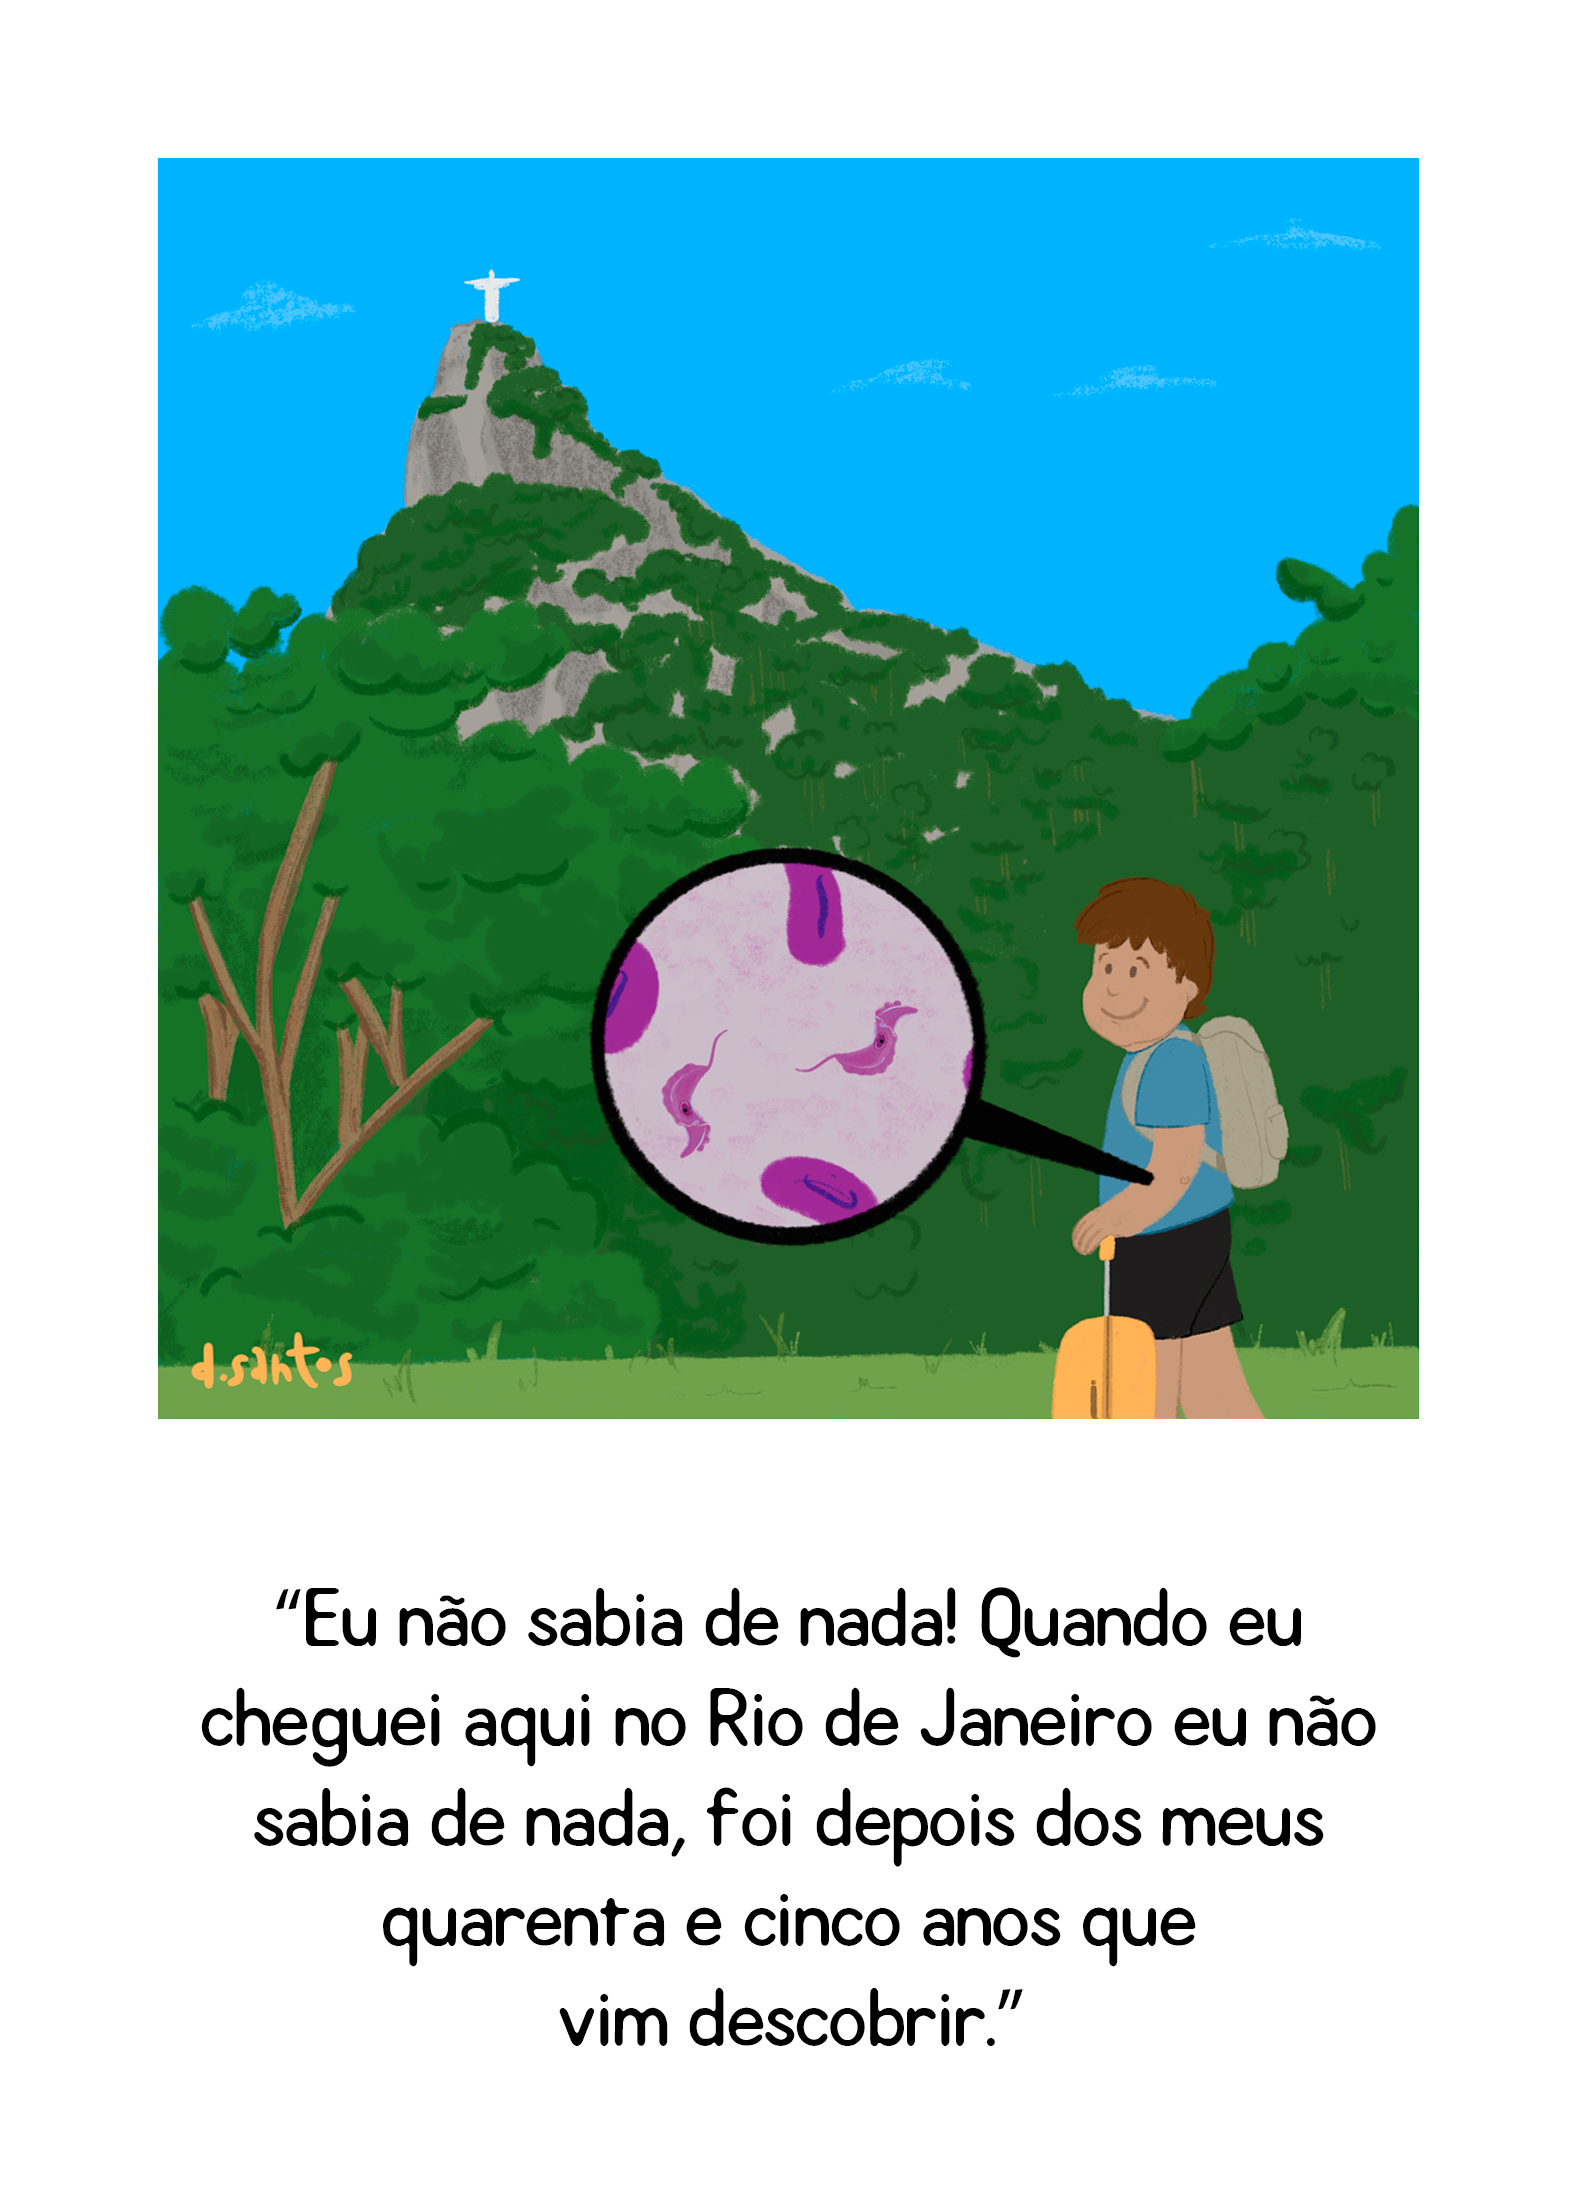 d.santos
“Eu não sabia de nada! Quando eu
cheguei aqui no Rio de Janeiro eu não
sabia de nada, foi depois dos meus
quarenta e cinco anos que
vim descobrir.”